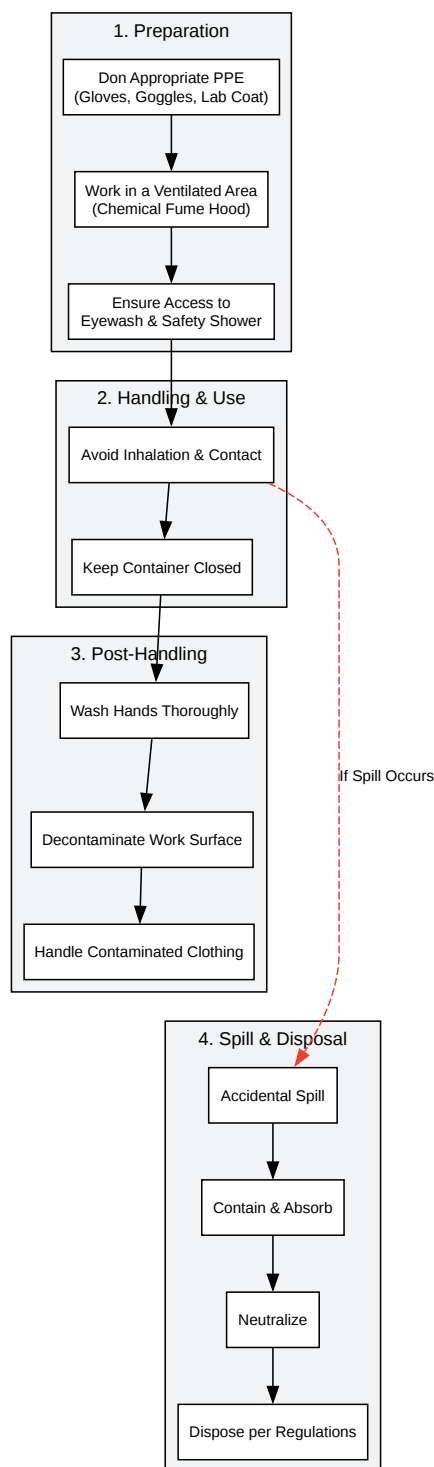 1. Preparation
Don Appropriate PPE
(Gloves, Goggles, Lab Coat)
Work in a Ventilated Area
(Chemical Fume Hood)
Ensure Access to
Eyewash & Safety Shower
2. Handling & Use
Avoid Inhalation & Contact
Keep Container Closed
3. Post-Handling
Wash Hands Thoroughly
If Spill Occurs
Decontaminate Work Surface
Handle Contaminated Clothing
4. Spill & Disposal
Accidental Spill
Contain & Absorb
Neutralize
Dispose per Regulations